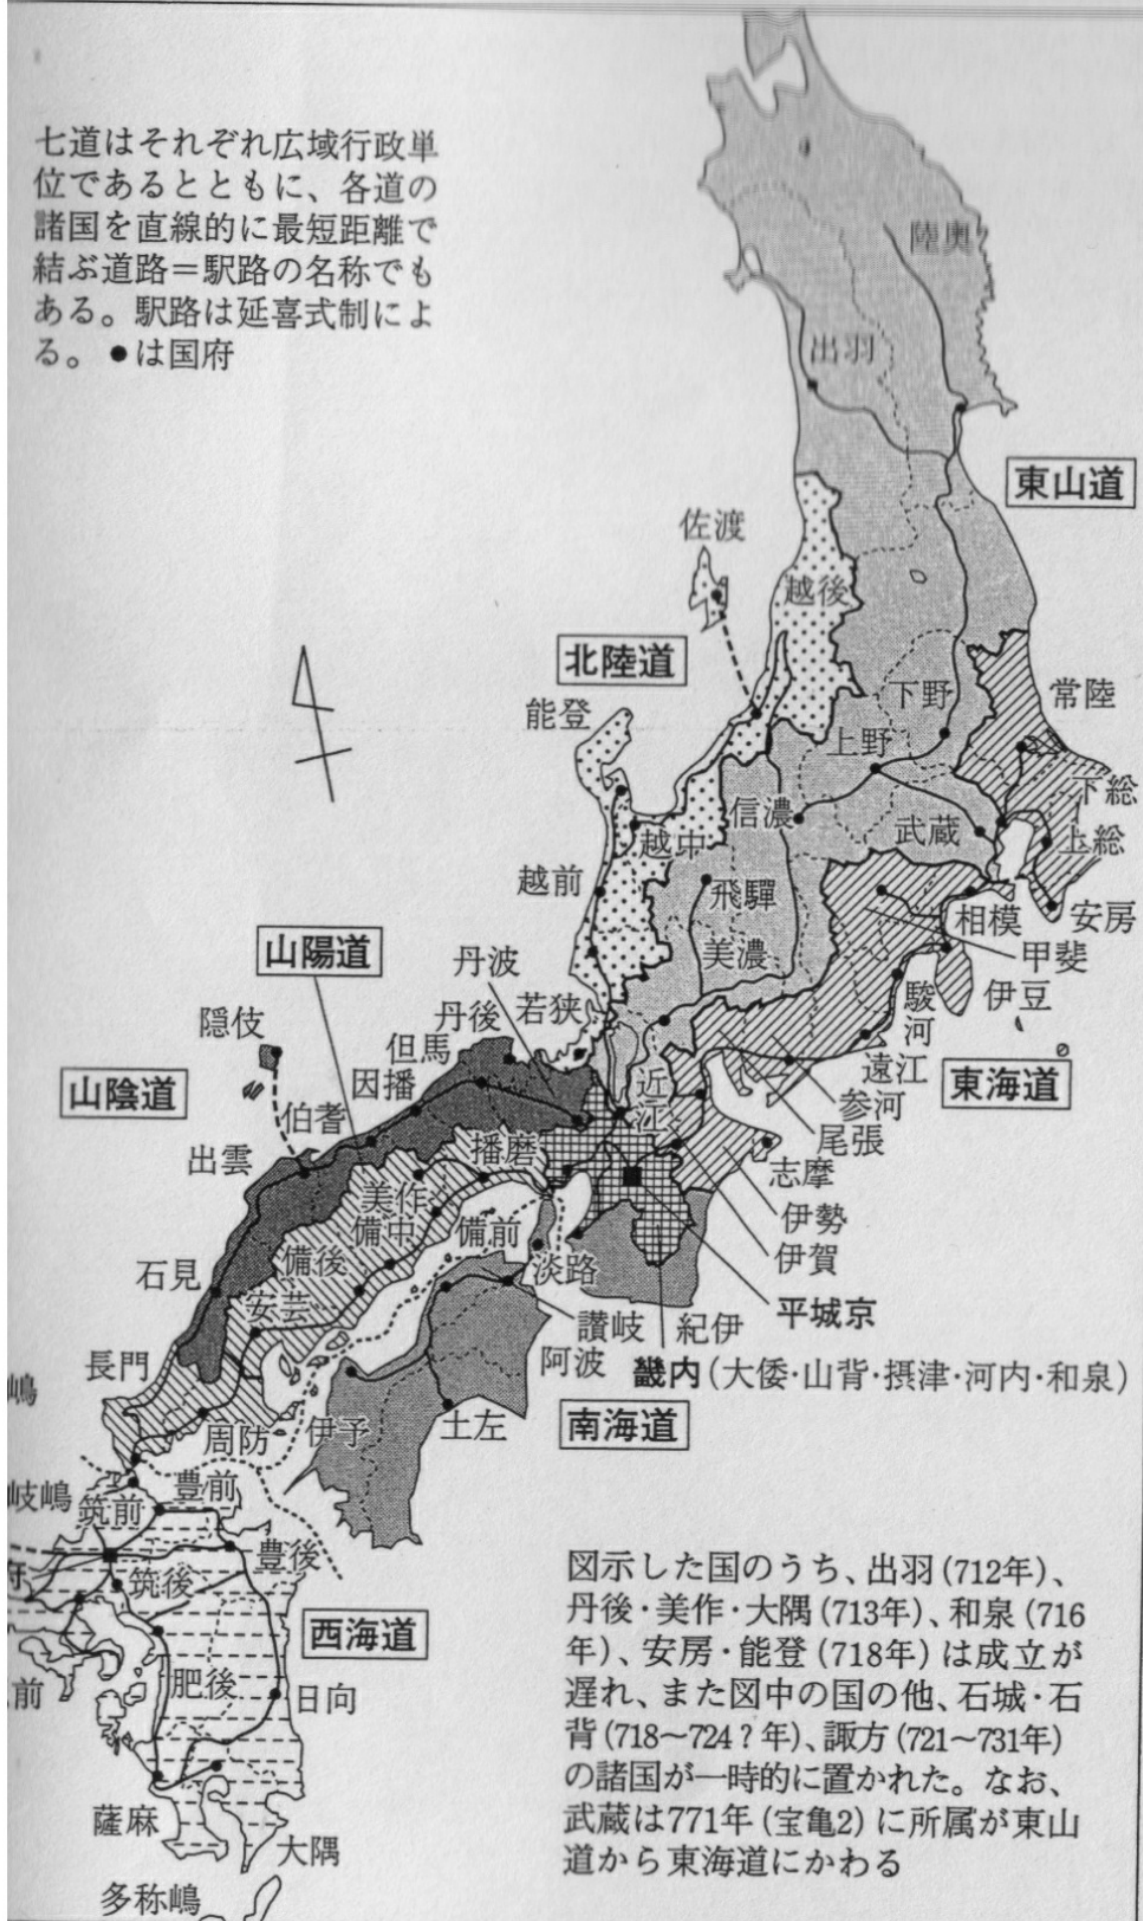 七道はそれぞれ広域行政単
位であるとともに、各道の
諸国を直線的に最短距離で
結ぶ道路＝駅路の名称でも
ある。駅路は延喜式制によ
る。●は国府
陸奥
出羽
東山道
佐渡
越後
北陸道
能登
下野
常陸
上野
下総
信濃
武蔵
上総
越中
越前
飛驒
相模
安房
山陽道
丹波
美濃
甲斐
伊豆
隠伎
丹後
若狭
駿河
但馬
遠江
因播
近江
東海道
山陰道
参河
伯耆
尾張
出雲
播磨
志摩
美作
伊勢
備中
備前
伊賀
備後
淡路
石見
安芸
讃岐
紀伊
平城京
長門
阿波
畿内（大倭・山背・摂津・河内・和泉）
嶋
周防
伊予
土左
南海道
岐嶋
筑前
豊前
豊後
府
筑後
西海道
前
肥後
日向
薩麻
大隅
多称嶋
図示した国のうち、出羽（712年）、
丹後・美作・大隅（713年）、和泉（716
年）、安房・能登（718年）は成立が
遅れ、また図中の国の他、石城・石
背（718〜724？年）、諏方（721〜731年）
の諸国が一時的に置かれた。なお、
武蔵は771年（宝亀2）に所属が東山
道から東海道にかわる